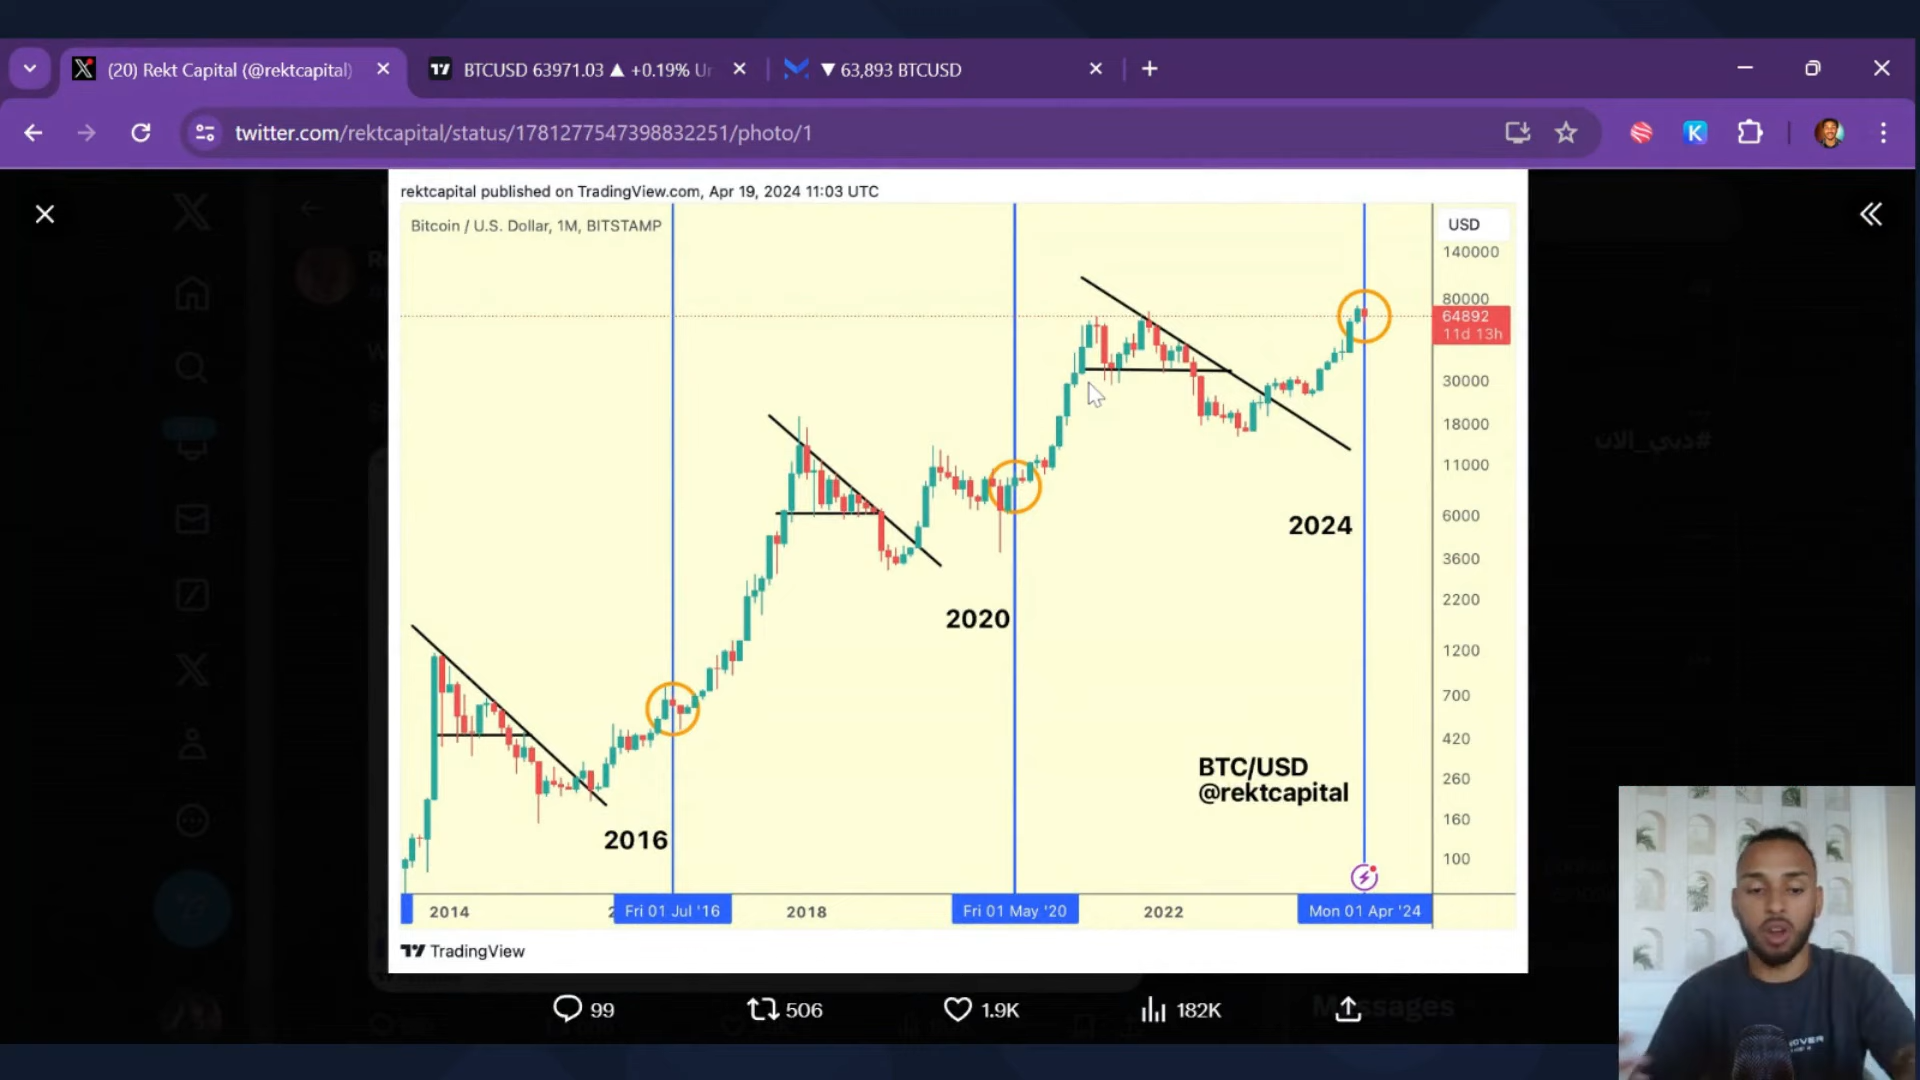 (20) Rekt Capital (@rektcapital)
BTCUSD 63971.03 ▲ +0.19% Un
▼ 63,893 BTCUSD
twitter.com/rektcapital/status/1781277547398832251/photo/1
K
rektcapital published on TradingView.com, Apr 19, 2024 11:03 UTC
Bitcoin / U.S. Dollar, 1M, BITSTAMP
USD
140000
80000
64892
11d 13h
30000
18000
11000
6000
3600
2200
1200
700
420
260
160
100
2024
2020
2016
BTC/USD
@rektcapital
2014
Fri 01 Jul '16
2018
Fri 01 May '20
2022
Mon 01 Apr '24
TradingView
99
506
1.9K
182K
Messages
#دبي_الان